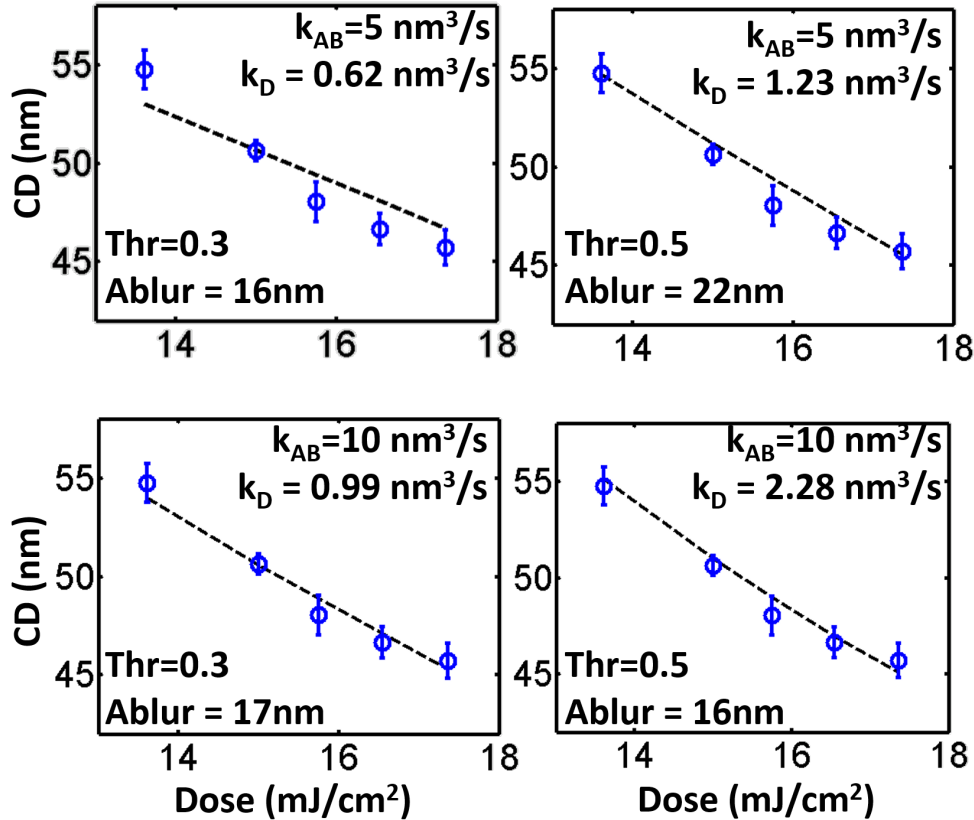 k_AB=5 nm³/s
k_D = 0.62 nm³/s
55
50
45
CD (nm)
Thr=0.3
Ablur = 16nm
14 16 18
k_AB=5 nm³/s
k_D = 1.23 nm³/s
55
50
45
Thr=0.5
Ablur = 22nm
14 16 18
k_AB=10 nm³/s
k_D = 0.99 nm³/s
55
50
45
CD (nm)
Thr=0.3
Ablur = 17nm
14 16 18
Dose (mJ/cm²)
k_AB=10 nm³/s
k_D = 2.28 nm³/s
55
50
45
Thr=0.5
Ablur = 16nm
14 16 18
Dose (mJ/cm²)